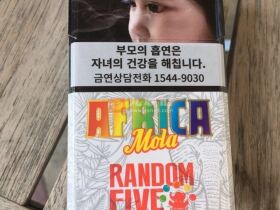 부모의 흡연은
자녀의 건강을 해칩니다.
금연상담전화 1544-9030
AFRICA
Mola
RANDOM
FIVE